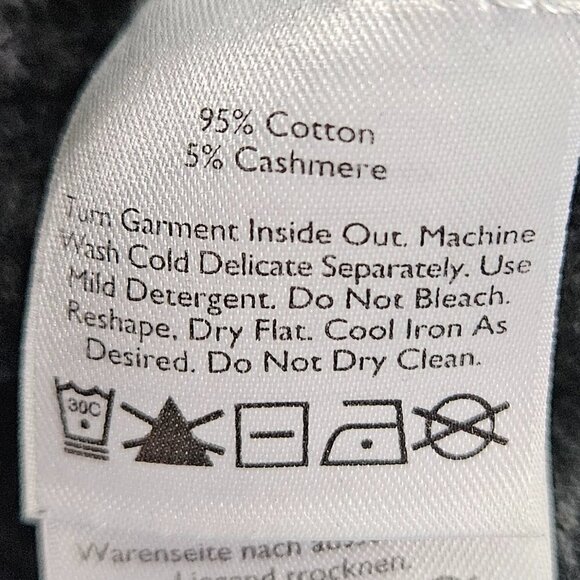 95% Cotton
5% Cashmere
Turn Garment Inside Out. Machine
Wash Cold Delicate Separately. Use
Mild Detergent. Do Not Bleach.
Reshape, Dry Flat. Cool Iron As
Desired. Do Not Dry Clean.
30C
Warenseite nach
trocknen.